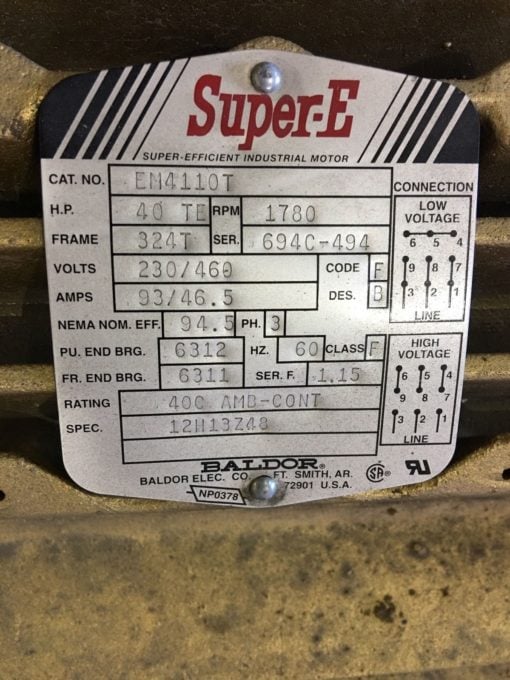 Super-E
SUPER-EFFICIENT INDUSTRIAL MOTOR
CAT. NO. EM4110T
H.P. 40 TE RPM 1780
FRAME 324T SER. 694C-494
VOLTS 230/460 CODE F
AMPS 93/46.5 DES. B
NEMA NOM. EFF. 94.5 PH. 3
PU. END BRG. 6312 HZ. 60 CLASS F
FR. END BRG. 6311 SER. F. 1.15
RATING 40C AMB-CONT
SPEC. 12H13Z48
CONNECTION
LOW
VOLTAGE
6 5 4
9 8 7
3 2 1
LINE
HIGH
VOLTAGE
6 5 4
9 8 7
3 2 1
LINE
BALDOR®
BALDOR ELEC. CO. FT. SMITH, AR.
72901 U.S.A.
NP0378
SA®
RU